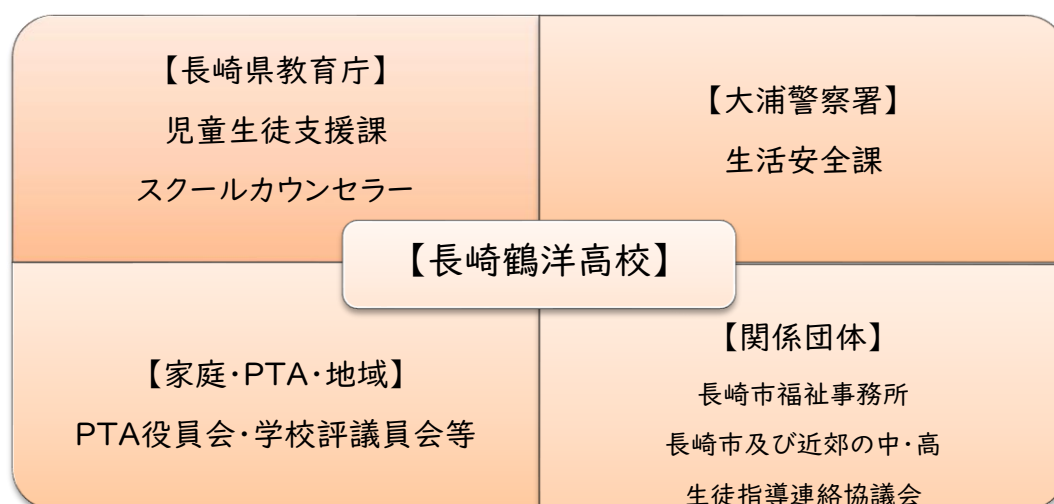 【長崎県教育庁】
児童生徒支援課
スクールカウンセラー
【大浦警察署】
生活安全課
【長崎鶴洋高校】
【家庭・PTA・地域】
PTA役員会・学校評議員会等
【関係団体】
長崎市福祉事務所
長崎市及び近郊の中・高
生徒指導連絡協議会